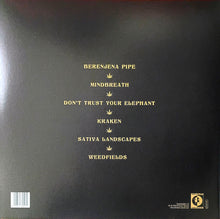 BERENJENA PIPE
MINDBREATH
DON'T TRUST YOUR ELEPHANT
KRAKEN
SATIVA LANDSCAPES
WEEDFIELDS